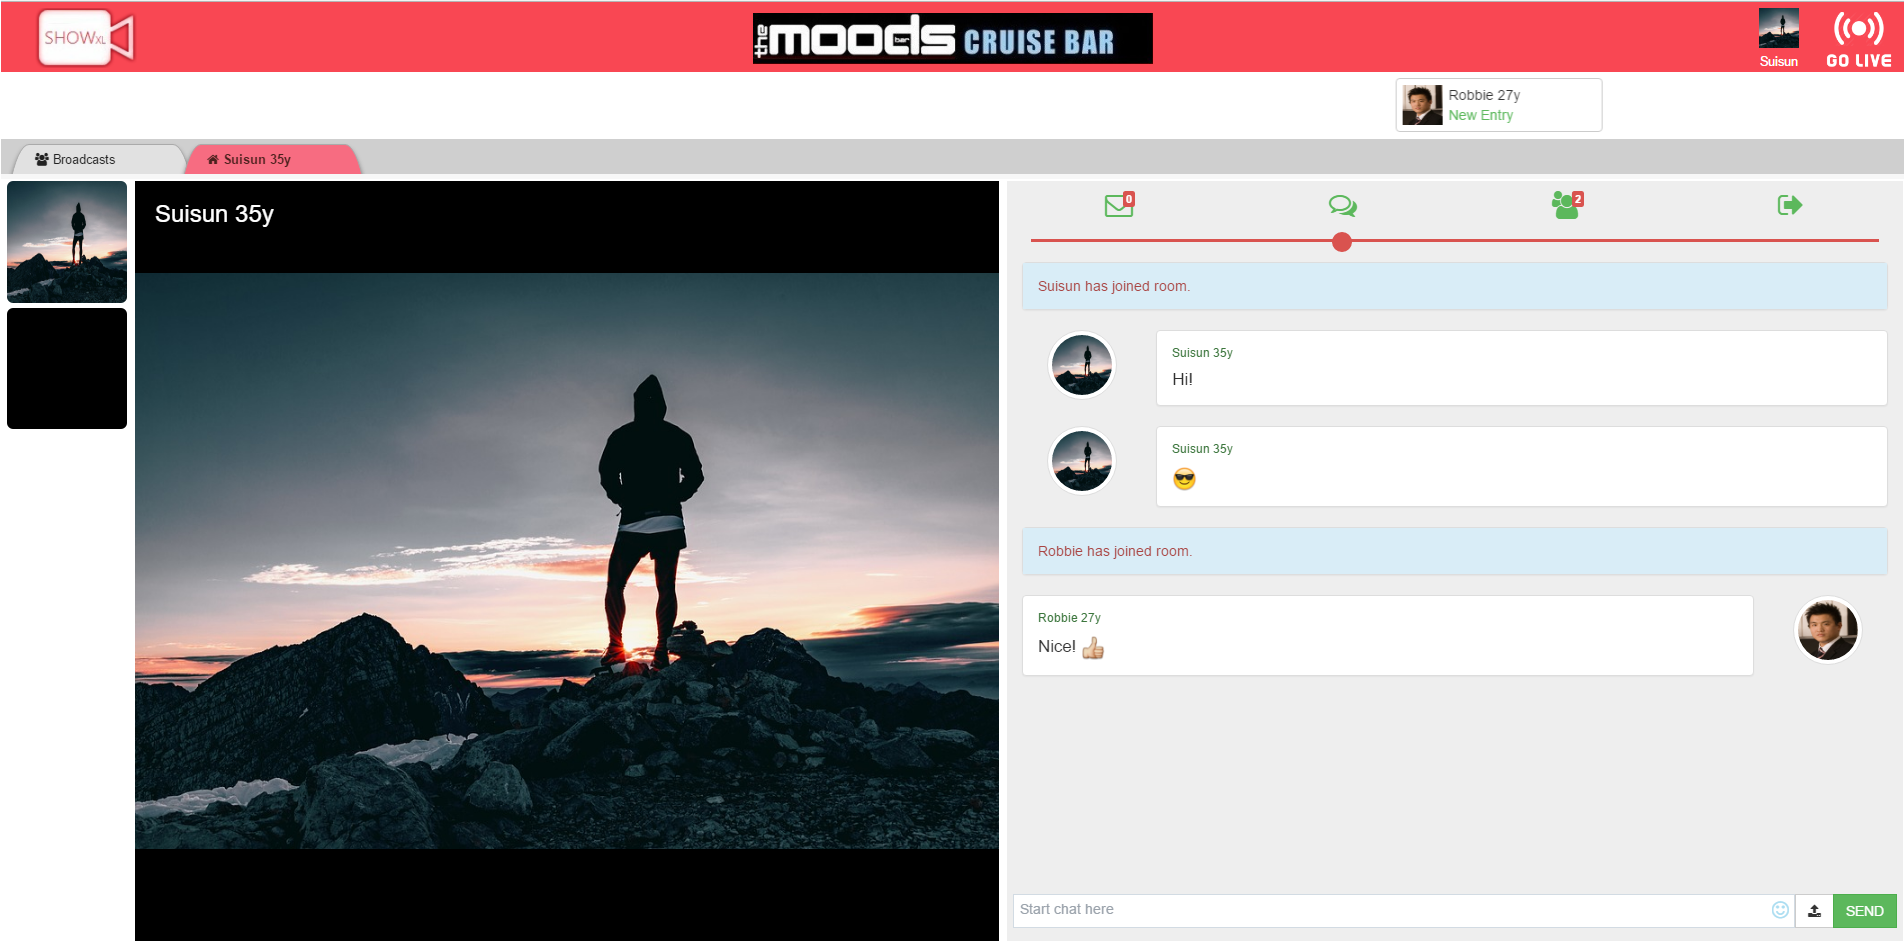 SHOWXL
the moods bar CRUISE BAR
Suisun
GO LIVE
Robbie 27y
New Entry
Broadcasts
Suisun 35y
Suisun 35y
0
2
Suisun has joined room.
Suisun 35y
Hi!
Suisun 35y
😎
Robbie has joined room.
Robbie 27y
Nice! 👍
Start chat here
SEND